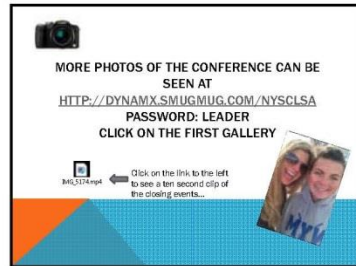 MORE PHOTOS OF THE CONFERENCE CAN BE
SEEN AT
HTTP://DYNAMX.SMUGMUG.COM/NYSCLSA
PASSWORD: LEADER
CLICK ON THE FIRST GALLERY
IMG_5174.mp4
Click on the link to the left
to see a ten second clip of
the closing events...